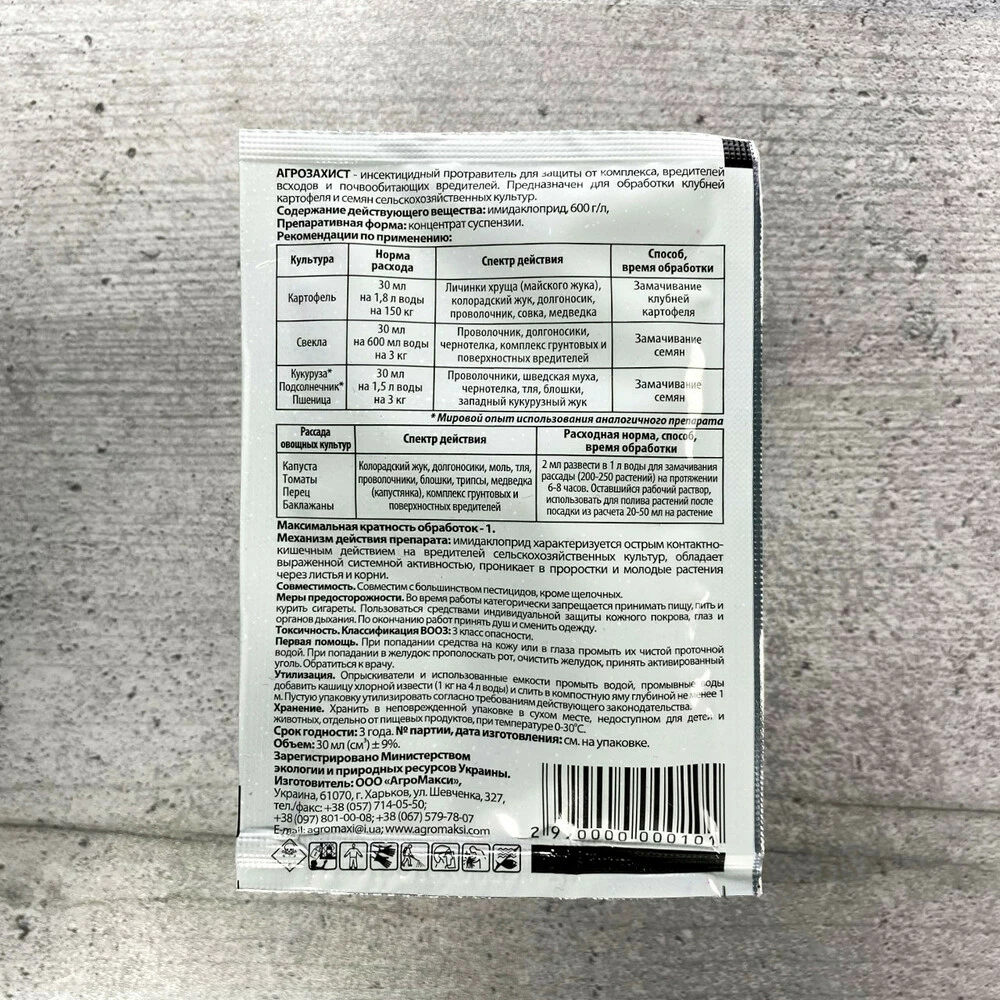 АГРОЗАХИСТ - инсектицидный протравитель для защиты от комплекса, вредителей
всходов и почвообитающих вредителей. Предназначен для обработки клубней
картофеля и семян сельскохозяйственных культур.
Содержание действующего вещества: имидаклоприд, 600 г/л,
Препаративная форма: концентрат суспензии.
Рекомендации по применению:
Культура
Норма
расхода
Спектр действия
Способ,
время обработки
Картофель
30 мл
на 1,8 л воды
на 150 кг
Личинки хруща (майского жука),
колорадский жук, долгоносик,
проволочник, совка, медведка
Замачивание
клубней
картофеля
Свекла
30 мл
на 600 мл воды
на 3 кг
Проволочник, долгоносики,
чернотелка, комплекс грунтовых и
поверхностных вредителей
Замачивание
семян
Кукуруза*
Подсолнечник*
Пшеница
30 мл
на 1,5 л воды
на 3 кг
Проволочники, шведская муха,
чернотелка, тля, блошки,
западный кукурузный жук
Замачивание
семян
* Мировой опыт использования аналогичного препарата
Рассада
овощных культур
Спектр действия
Расходная норма, способ,
время обработки
Капуста
Томаты
Перец
Баклажаны
Колорадский жук, долгоносики, моль, тля,
проволочники, блошки, трипсы, медведка
(капустянка), комплекс грунтовых и
поверхностных вредителей
2 мл развести в 1 л воды для замачивания
рассады (200-250 растений) на протяжении
6-8 часов. Оставшийся рабочий раствор,
использовать для полива растений после
посадки из расчета 20-50 мл на растение
Максимальная кратность обработок - 1.
Механизм действия препарата: имидаклоприд характеризуется острым контактно-
кишечным действием на вредителей сельскохозяйственных культур, обладает
выраженной системной активностью, проникает в проростки и молодые растения
через листья и корни.
Совместимость. Совместим с большинством пестицидов, кроме щелочных.
Меры предосторожности. Во время работы категорически запрещается принимать пищу, пить и
курить сигареты. Пользоваться средствами индивидуальной защиты кожного покрова, глаз и
органов дыхания. По окончанию работ принять душ и сменить одежду.
Токсичность. Классификация ВООЗ: 3 класс опасности.
Первая помощь. При попадании средства на кожу или в глаза промыть их чистой проточной
водой. При попадании в желудок: прополоскать рот, очистить желудок, принять активированный
уголь. Обратиться к врачу.
Утилизация. Опрыскиватели и использованные емкости промыть водой, промывные воды
добавить кашицу хлорной извести (1 кг на 4 л воды) и слить в компостную яму глубиной не менее 1
м. Пустую упаковку утилизировать согласно требованиям действующего законодательства.
Хранение. Хранить в неповрежденной упаковке в сухом месте, недоступном для детей и
животных, отдельно от пищевых продуктов, при температуре 0-30°С.
Срок годности: 3 года. № партии, дата изготовления: см. на упаковке.
Объем: 30 мл (см³) ± 9%.
Зарегистрировано Министерством
экологии и природных ресурсов Украины.
Изготовитель: ООО «АгроМакси»,
Украина, 61070, г. Харьков, ул. Шевченка, 327,
тел./факс: +38 (057) 714-05-50;
+38 (097) 801-00-08; +38 (067) 579-78-07
E-mail: agromaxi@i.ua; www.agromaksi.com
2 9.0000 000101